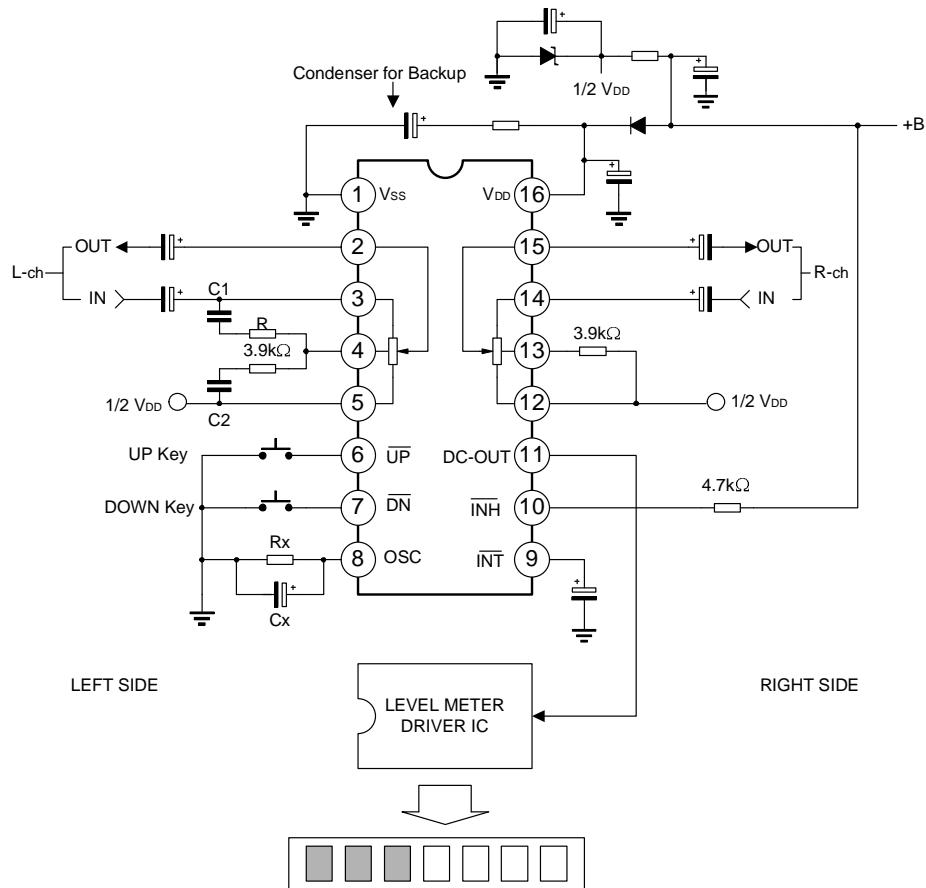 Condenser for Backup
1/2 VDD
+B
+
+
+
+
1 VSS
VDD 16
L-ch
OUT
+
2
15
+
OUT
R-ch
IN
+
C1
3
14
+
IN
R
3.9kΩ
4
13
3.9kΩ
1/2 VDD
C2
5
12
1/2 VDD
UP Key
6 UP
DC-OUT 11
DOWN Key
7 DN
INH 10
4.7kΩ
Rx
8 OSC
INT 9
+
Cx
+
LEFT SIDE
RIGHT SIDE
LEVEL METER
DRIVER IC